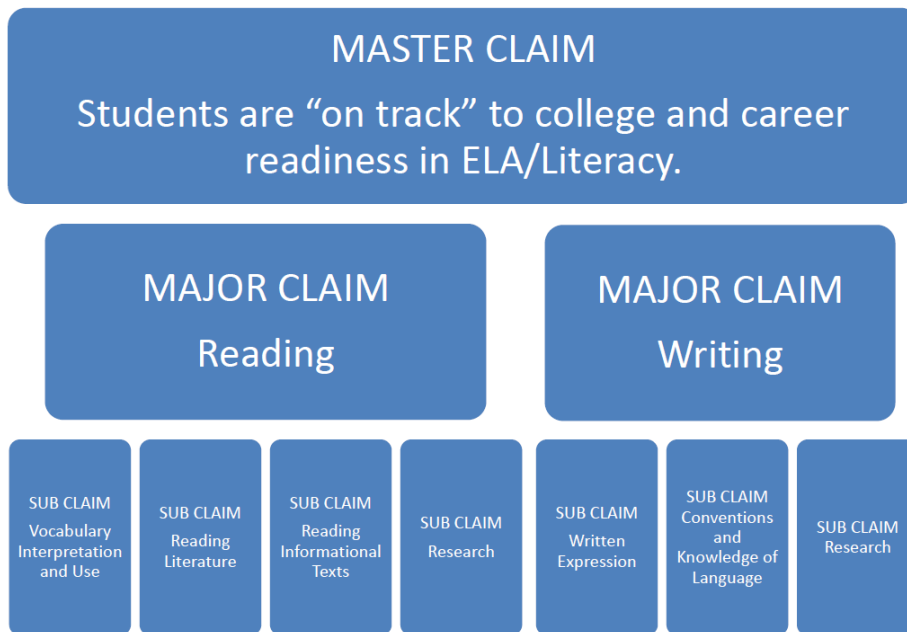 MASTER CLAIM
Students are “on track” to college and career
readiness in ELA/Literacy.
MAJOR CLAIM
Reading
MAJOR CLAIM
Writing
SUB CLAIM
Vocabulary
Interpretation
and Use
SUB CLAIM
Reading
Literature
SUB CLAIM
Reading
Informational
Texts
SUB CLAIM
Research
SUB CLAIM
Written
Expression
SUB CLAIM
Conventions
and
Knowledge of
Language
SUB CLAIM
Research